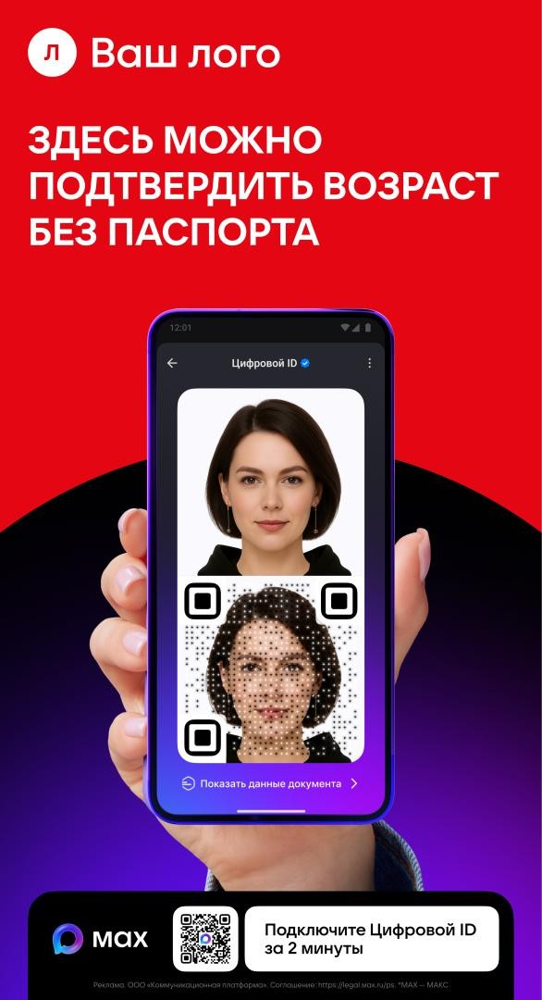 Л Ваш лого
ЗДЕСЬ МОЖНО
ПОДТВЕРДИТЬ ВОЗРАСТ
БЕЗ ПАСПОРТА
12:01
Цифровой ID
Показать данные документа
мах
Подключите Цифровой ID
за 2 минуты
Реклама. ООО «Коммуникационная платформа». Соглашение: https://legal.max.ru/ps. *MAX — МАКС